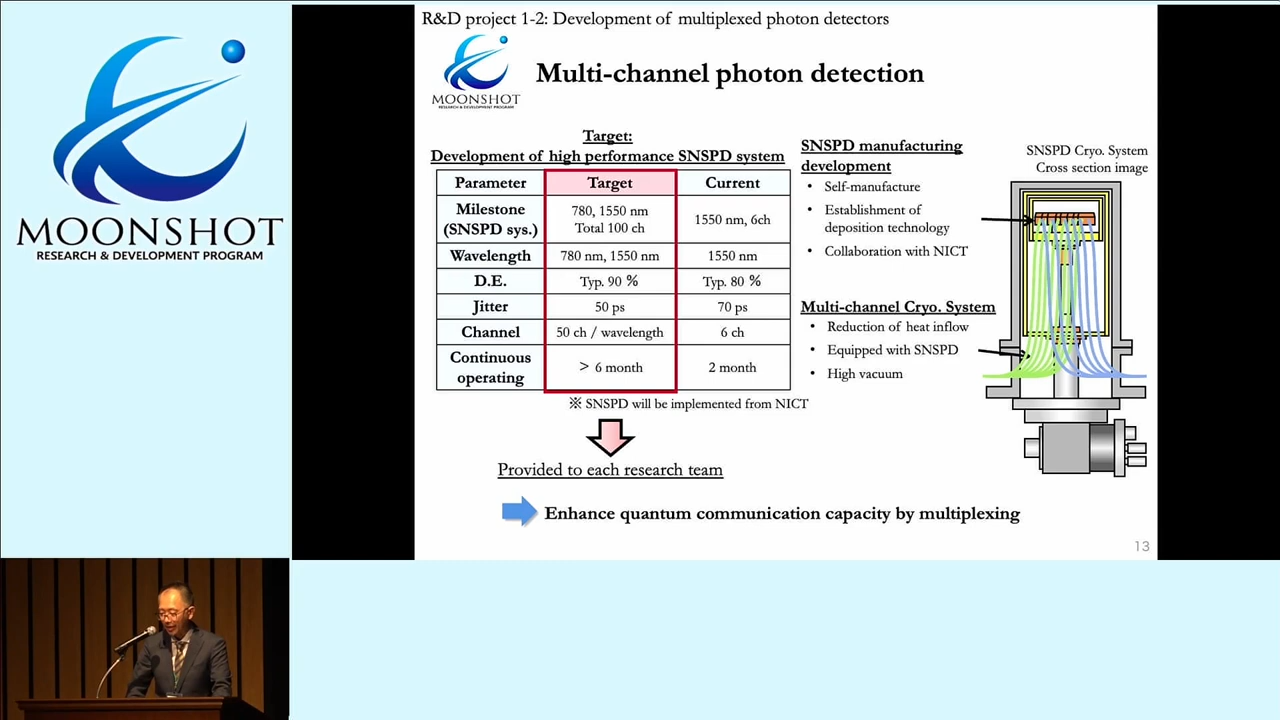 MOONSHOT
RESEARCH & DEVELOPMENT PROGRAM
R&D project 1-2: Development of multiplexed photon detectors
MOONSHOT
RESEARCH & DEVELOPMENT PROGRAM
Multi-channel photon detection
Target:
Development of high performance SNSPD system
Parameter Target Current
Milestone (SNSPD sys.) 780, 1550 nm Total 100 ch 1550 nm, 6ch
Wavelength 780 nm, 1550 nm 1550 nm
D.E. Typ. 90 % Typ. 80 %
Jitter 50 ps 70 ps
Channel 50 ch / wavelength 6 ch
Continuous operating > 6 month 2 month
※ SNSPD will be implemented from NICT
Provided to each research team
Enhance quantum communication capacity by multiplexing
SNSPD manufacturing
development
• Self-manufacture
• Establishment of
deposition technology
• Collaboration with NICT
Multi-channel Cryo. System
• Reduction of heat inflow
• Equipped with SNSPD
• High vacuum
SNSPD Cryo. System
Cross section image
13